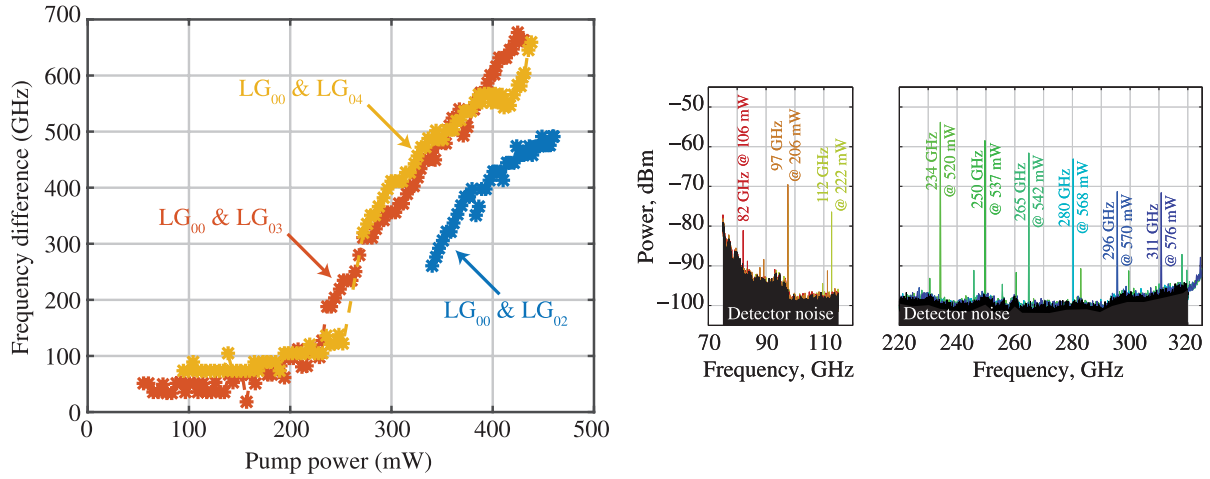 700
600
500
400
300
200
100
0
Frequency difference (GHz)
LG00 & LG04
LG00 & LG03
LG00 & LG02
0 100 200 300 400 500
Pump power (mW)
Power, dBm
−50
−60
−70
−80
−90
−100
82 GHz @ 106 mW
97 GHz
@ 206 mW
112 GHz
@ 222 mW
Detector noise
70 90 110
Frequency, GHz
234 GHz
@ 520 mW
250 GHz
@ 537 mW
265 GHz
@ 542 mW
280 GHz
@ 568 mW
296 GHz
@ 570 mW
311 GHz
@ 576 mW
Detector noise
220 240 260 280 300 320
Frequency, GHz